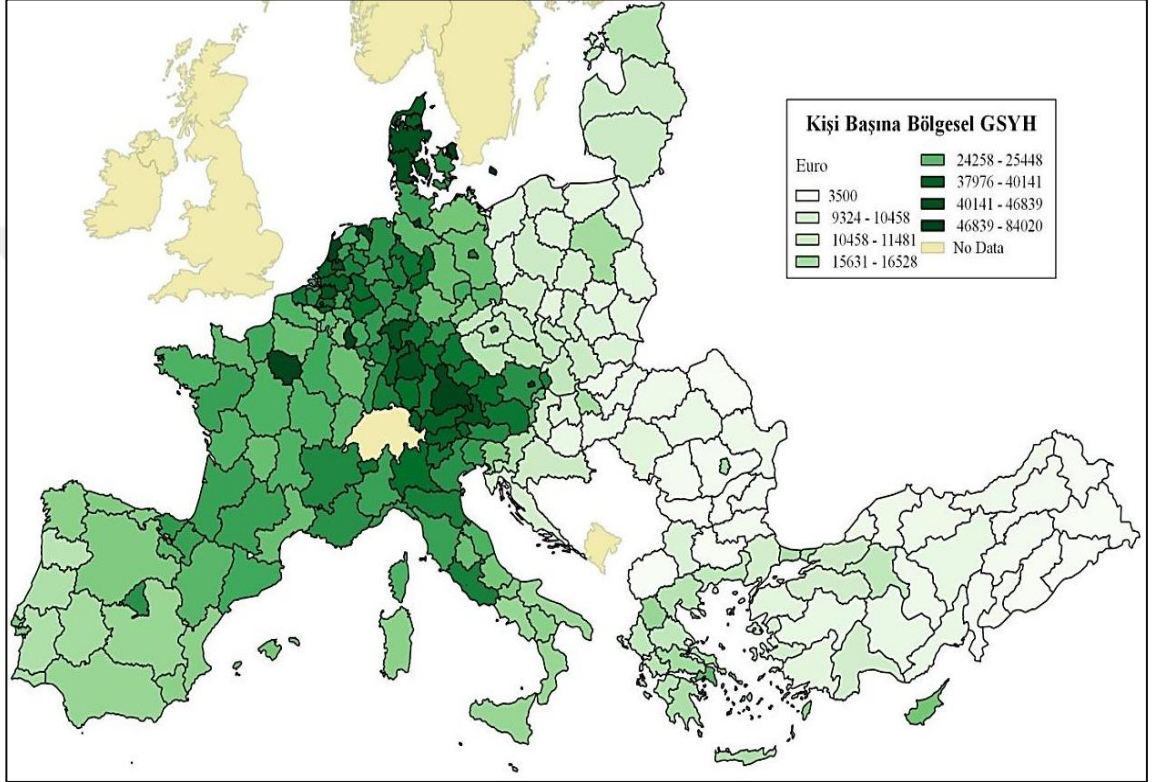 Kişi Başına Bölgesel GSYH
Euro
3500
9324 - 10458
10458 - 11481
15631 - 16528
24258 - 25448
37976 - 40141
40141 - 46839
46839 - 84020
No Data